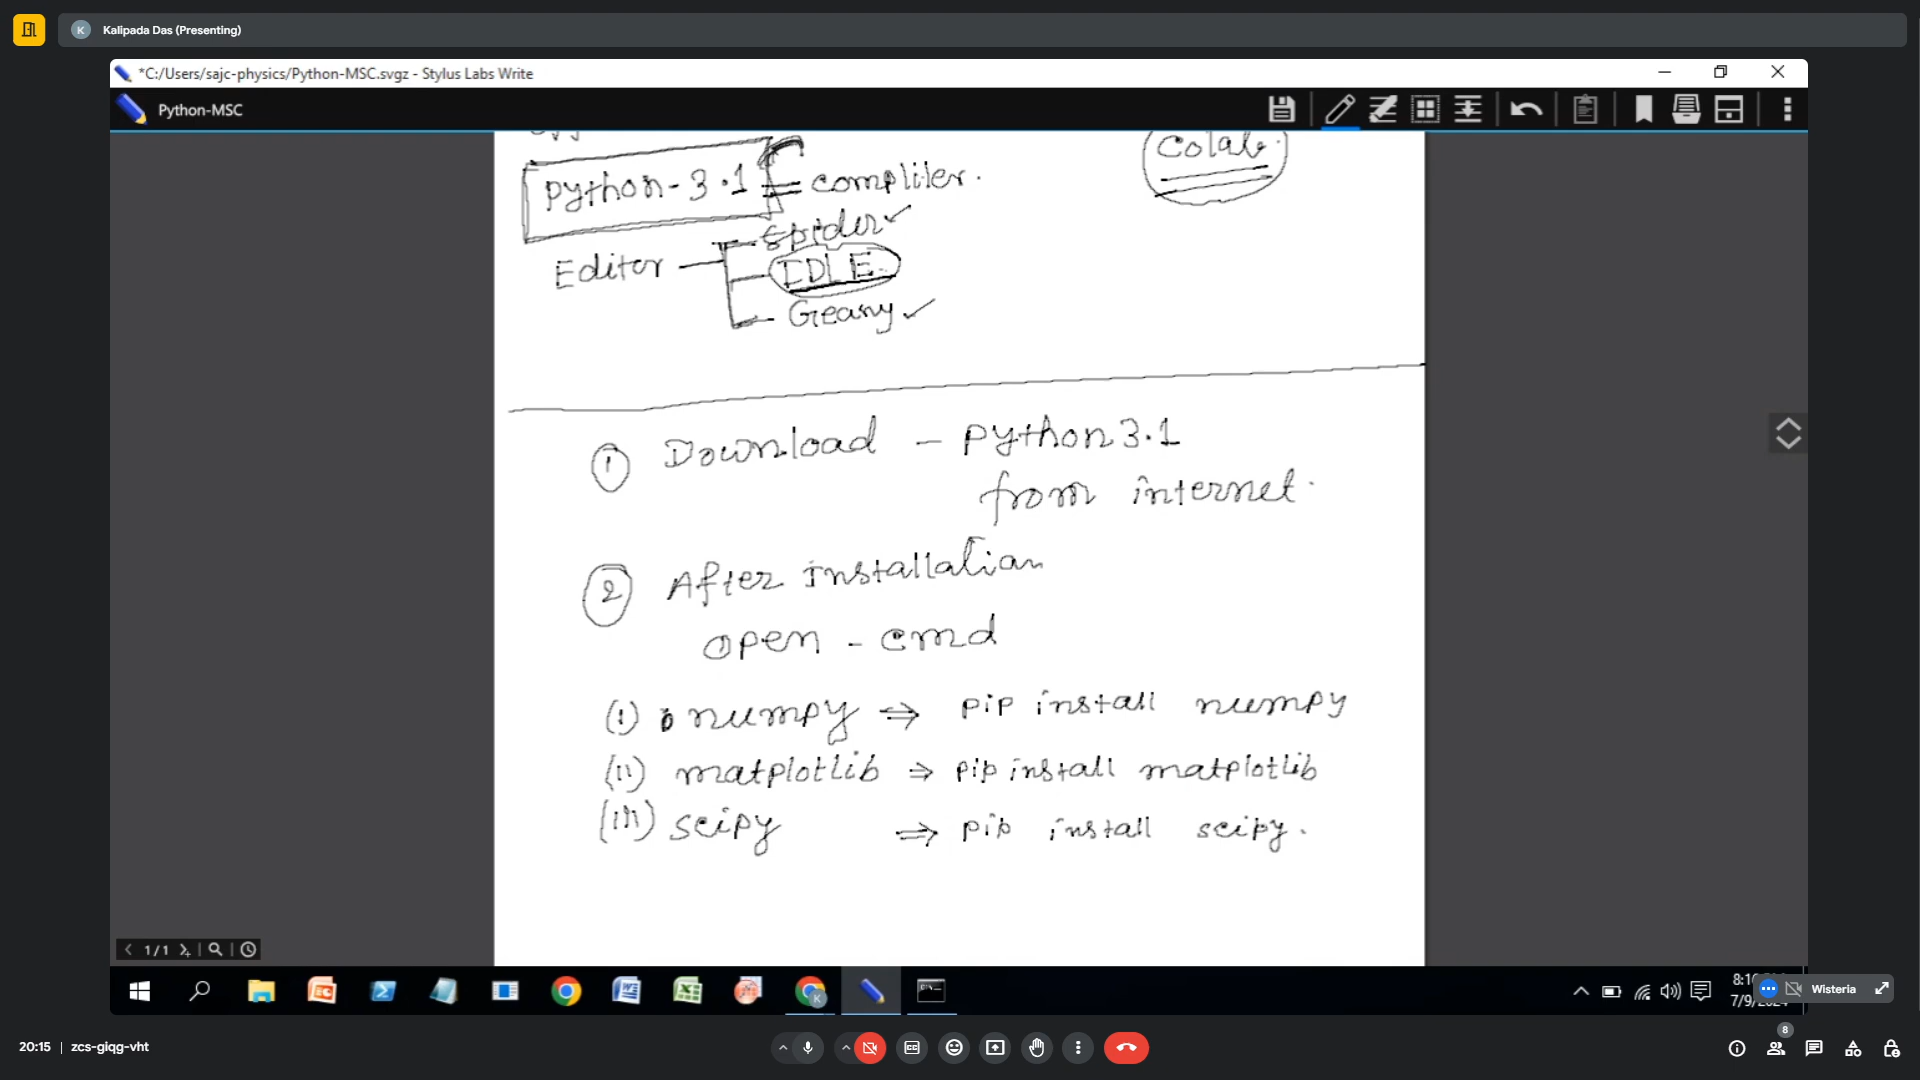 Kalipada Das (Presenting)
*C:/Users/sajc-physics/Python-MSC.svgz - Stylus Labs Write
Python-MSC
Colab.
python-3.1 = compliler.
Editor
Spider
IDLE
Geany
1 Download - python 3.1
from internet.
2 After installation
open - cmd
(i) numpy ⇒ pip install numpy
(ii) matplotlib ⇒ pip install matplotlib
(iii) scipy ⇒ pip install scipy.
1/1
7/9/
Wisteria
20:15 | zcs-giqg-vht
8